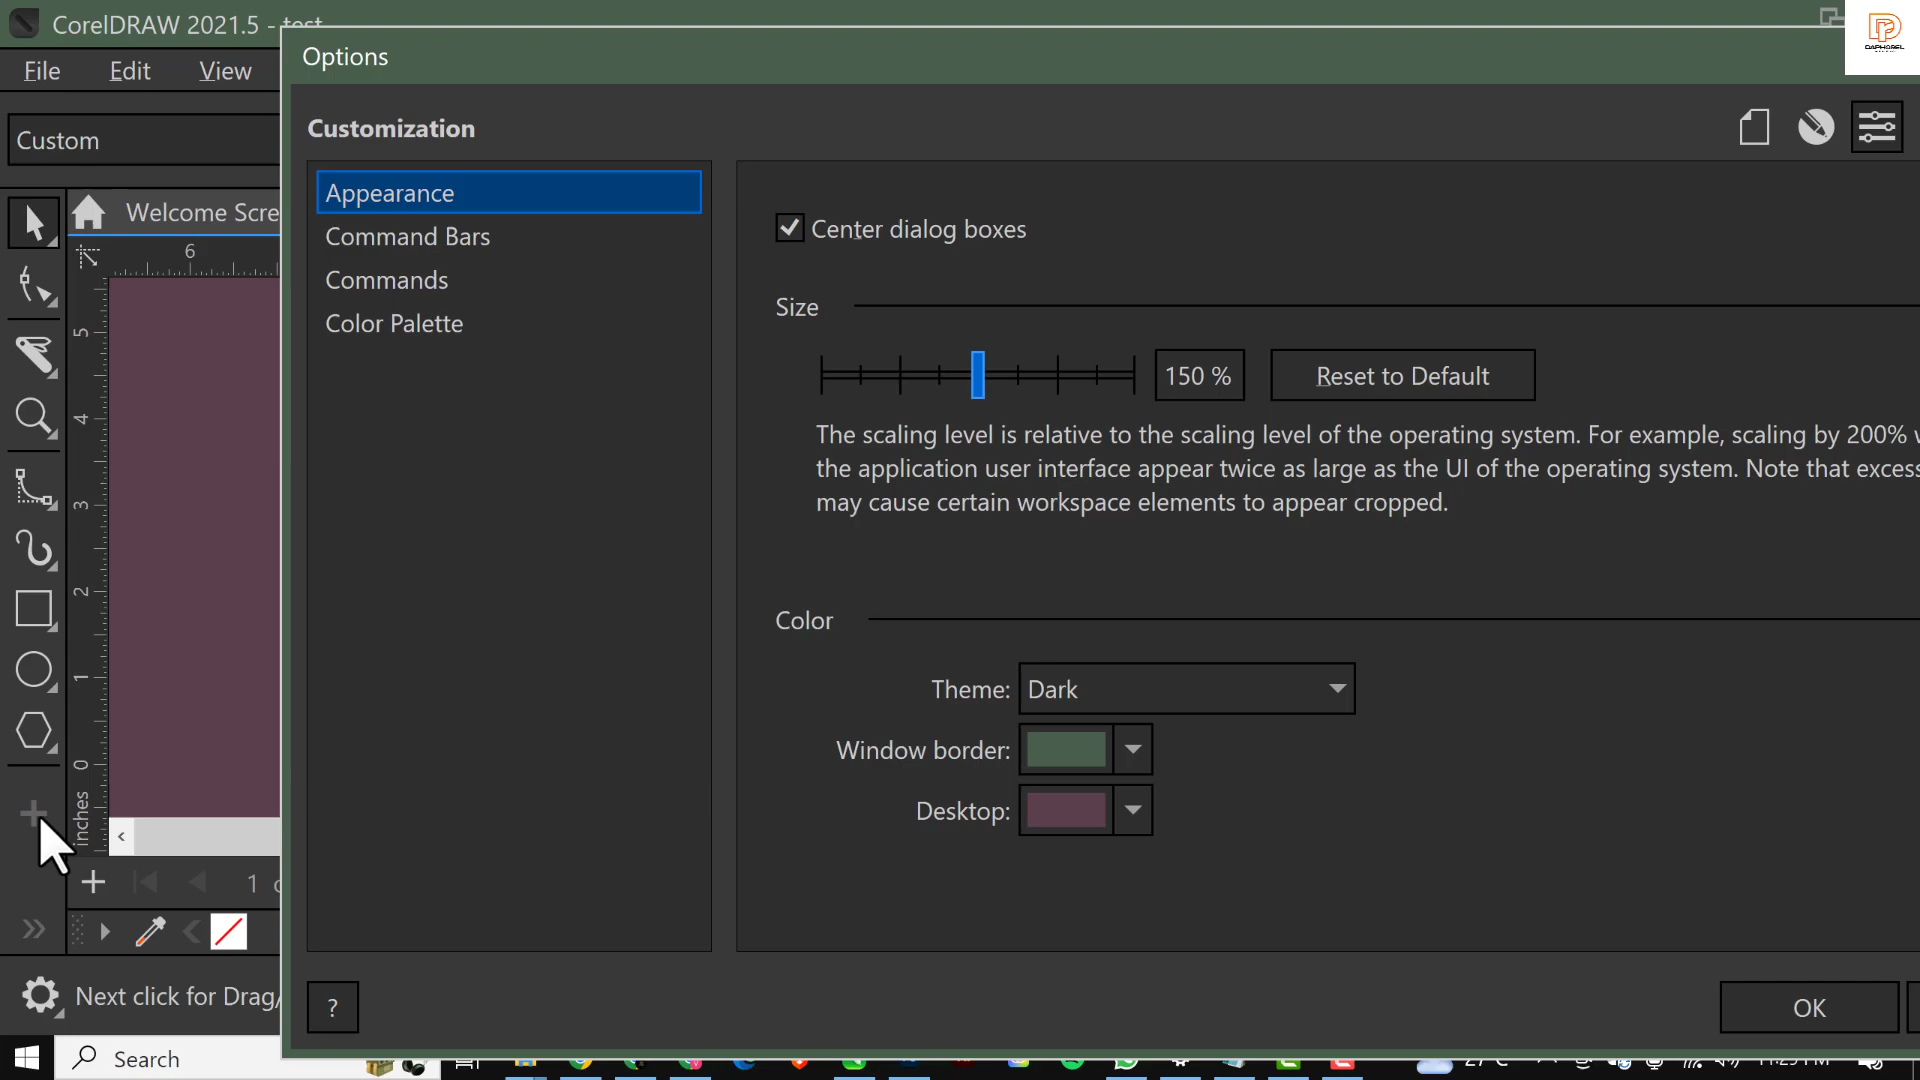 CorelDRAW 2021.5 - test
DAPHOREL
Options
File Edit View
Customization
Custom
Appearance
Command Bars
Commands
Color Palette
Center dialog boxes
Welcome Scre
6
Size
150 %
Reset to Default
The scaling level is relative to the scaling level of the operating system. For example, scaling by 200%
the application user interface appear twice as large as the UI of the operating system. Note that exces
may cause certain workspace elements to appear cropped.
5
4
3
2
1
0
inches
Color
Theme: Dark
Window border:
Desktop:
1
Next click for Drag/
?
OK
Search